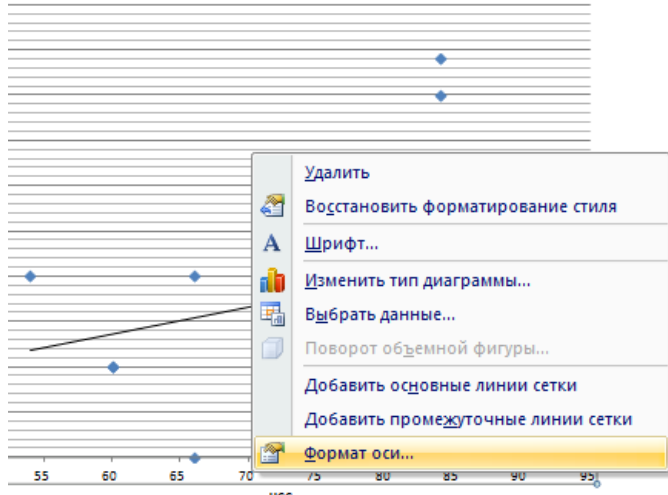 Удалить
Восстановить форматирование стиля
Шрифт...
Изменить тип диаграммы...
Выбрать данные...
Поворот объемной фигуры...
Добавить основные линии сетки
Добавить промежуточные линии сетки
Формат оси...
55 60 65 70 75 80 85 90 95